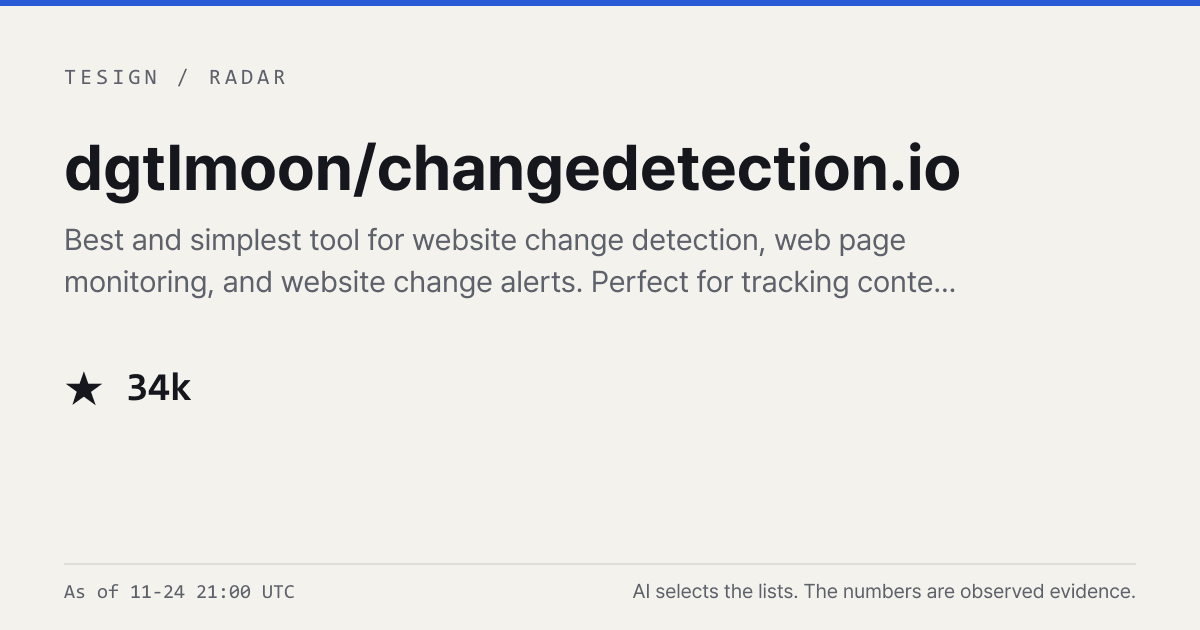 TESIGN / RADAR
dgtlmoon/changedetection.io
Best and simplest tool for website change detection, web page
monitoring, and website change alerts. Perfect for tracking conte...
★ 34k
As of 11-24 21:00 UTC
AI selects the lists. The numbers are observed evidence.